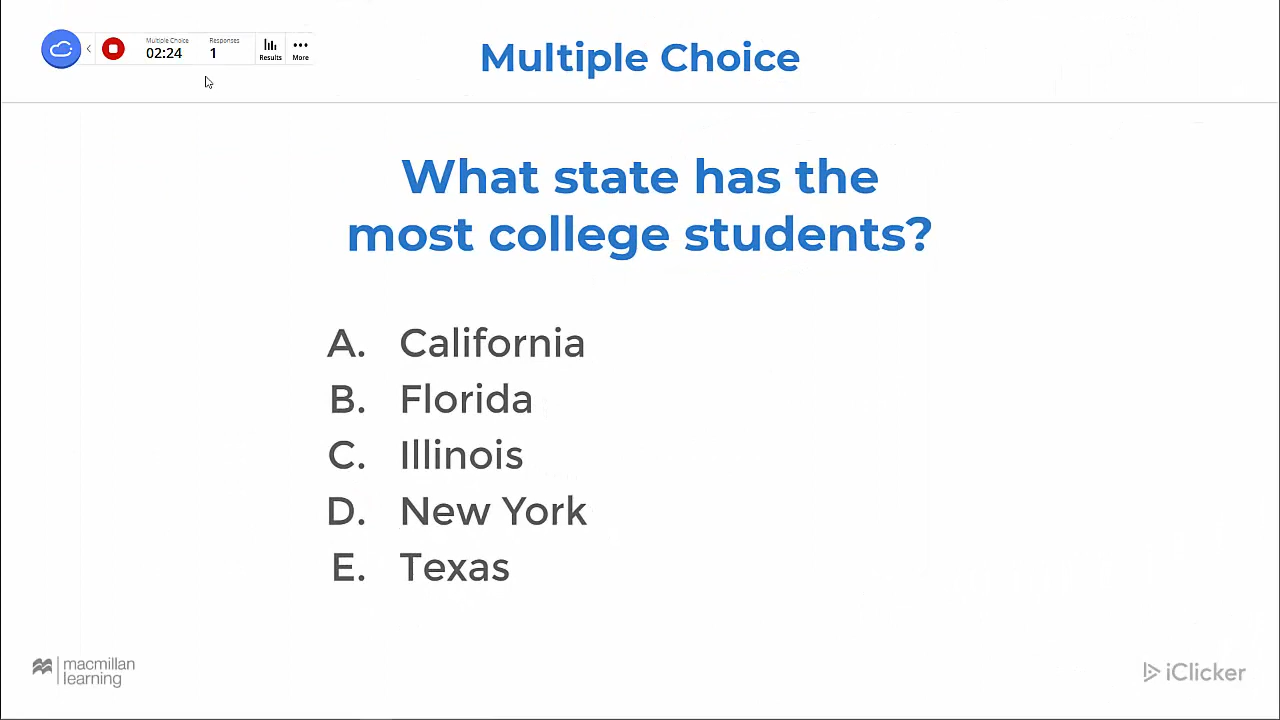 Multiple Choice
02:24
Responses
1
Results
More
Multiple Choice
What state has the
most college students?
A. California
B. Florida
C. Illinois
D. New York
E. Texas
macmillan
learning
iClicker